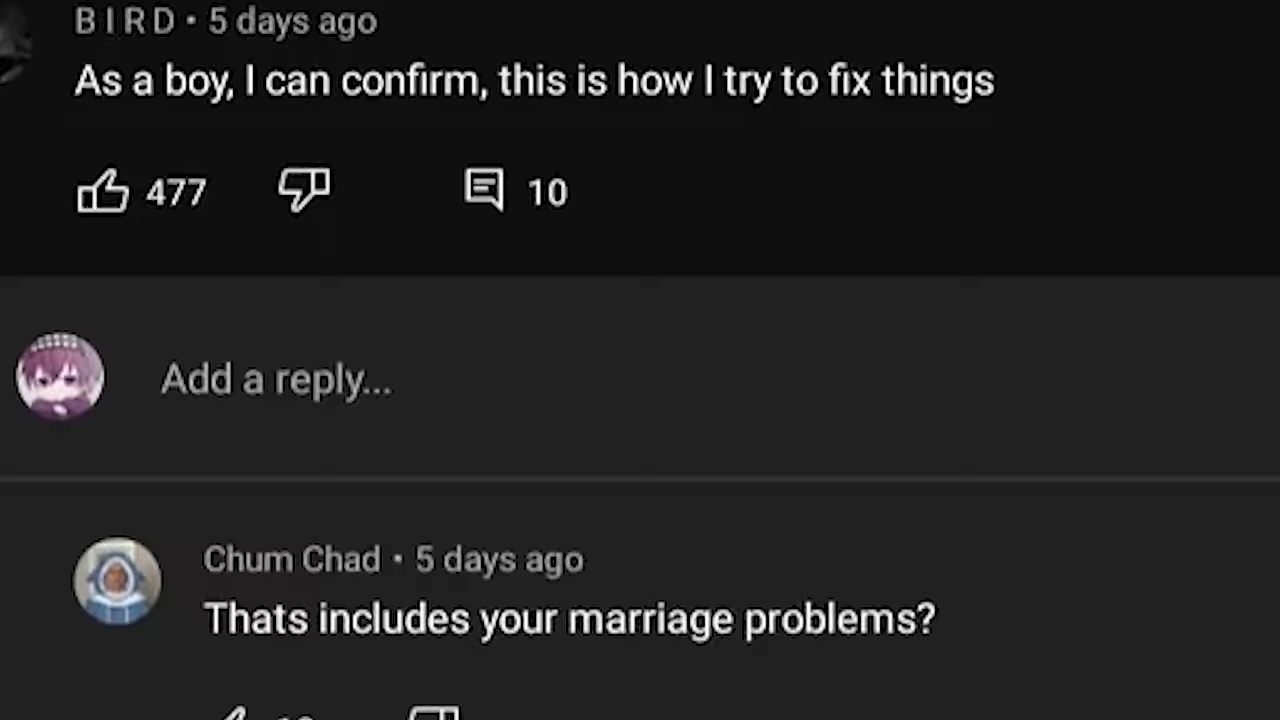 B I R D • 5 days ago
As a boy, I can confirm, this is how I try to fix things
477 10
Add a reply...
Chum Chad • 5 days ago
Thats includes your marriage problems?